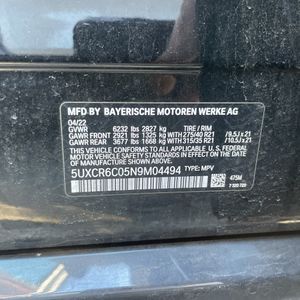 MFD BY BAYERISCHE MOTOREN WERKE AG
04/22
GVWR 6232 lbs 2827 kg TIRE / RIM
GAWR FRONT 2921 lbs 1325 kg WITH 275/40 R21 / 9.5J x 21
GAWR REAR 3677 lbs 1668 kg WITH 315/35 R21 / 10.5J x 21
THIS VEHICLE CONFORMS TO ALL APPLICABLE U.S. FEDERAL
MOTOR VEHICLE SAFETY STANDARDS IN EFFECT ON THE
DATE OF MANUFACTURE SHOWN ABOVE.
5UXCR6C05N9M04494 TYPE: MPV
475M